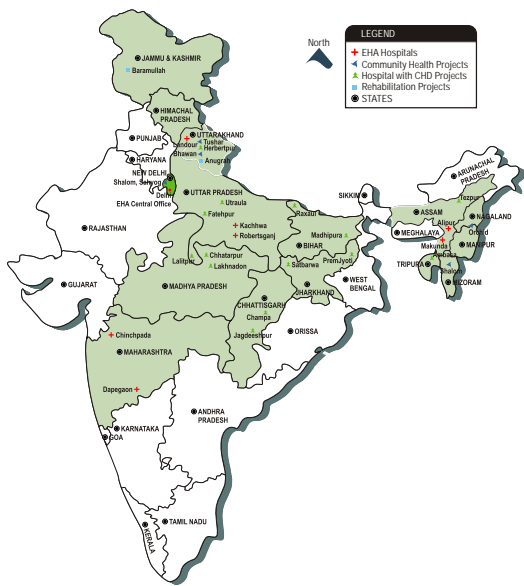 LEGEND
North
EHA Hospitals
Community Health Projects
Hospital with CHD Projects
Rehabilitation Projects
STATES
JAMMU & KASHMIR
Baramullah
HIMACHAL
PRADESH
PUNJAB
UTTARAKHAND
Landour
Tushar
Herbertpur
Bhawan
Anugrah
HARYANA
NEW DELHI
Shalom, Sahyog
Delhi
EHA Central Office
UTTAR PRADESH
Utraula
Fatehpur
Kachhwa
Robertsganj
RAJASTHAN
SIKKIM
ARUNACHAL
PRADESH
Tezpur
ASSAM
NAGALAND
Alipur
MEGHALAYA
Orchid
Makunda
MANIPUR
Ambasa
TRIPURA
Shalom
MIZORAM
Raxaul
Madhipura
BIHAR
PremJyoti
Satbarwa
JHARKHAND
WEST
BENGAL
Lalitpur
Chhatarpur
Lakhnadon
GUJARAT
MADHYA PRADESH
CHHATTISGARH
Champa
Jagdeeshpur
ORISSA
Chinchpada
MAHARASHTRA
Dapegaon
ANDHRA
PRADESH
KARNATAKA
GOA
TAMIL NADU
KERALA